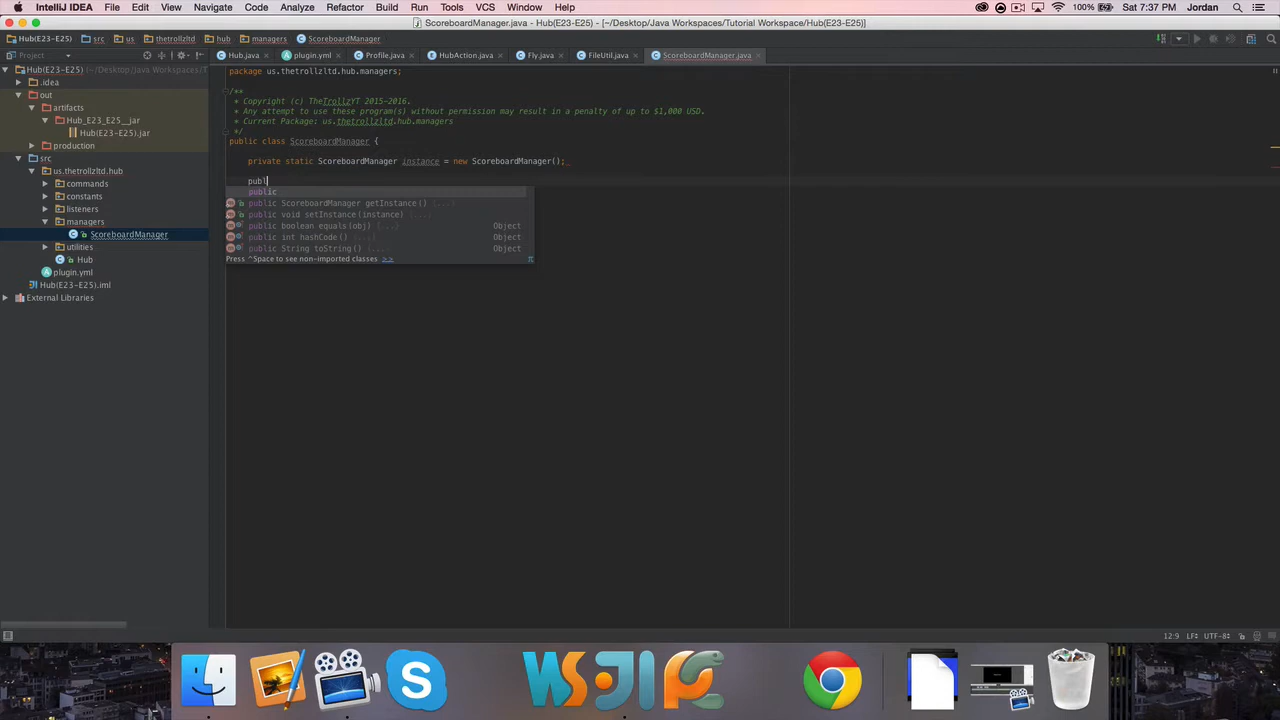 IntelliJ IDEA File Edit View Navigate Code Analyze Refactor Build Run Tools VCS Window Help 100% Sat 7:37 PM Jordan
ScoreboardManager.java - Hub(E23-E25) - [~/Desktop/Java Workspaces/Tutorial Workspace/Hub(E23-E25)]
Hub(E23-E25) src us thetrollzltd hub managers ScoreboardManager
Project
Hub.java plugin.yml Profile.java HubAction.java Fly.java FileUtil.java ScoreboardManager.java
Hub(E23-E25) (~/Desktop/Java Workspaces/T
.idea
out
artifacts
Hub_E23_E25__jar
Hub(E23-E25).jar
production
src
us.thetrollzltd.hub
commands
constants
listeners
managers
ScoreboardManager
utilities
Hub
plugin.yml
Hub(E23-E25).iml
External Libraries
package us.thetrollzltd.hub.managers;
/**
* Copyright (c) TheTrollzYT 2015-2016.
* Any attempt to use these program(s) without permission may result in a penalty of up to $1,000 USD.
* Current Package: us.thetrollzltd.hub.managers
*/
public class ScoreboardManager {
private static ScoreboardManager instance = new ScoreboardManager();
publ
public
public ScoreboardManager getInstance() {...}
public void setInstance(instance) {...}
public boolean equals(obj) {...} Object
public int hashCode() {...} Object
public String toString() {...} Object
Press ^Space to see non-imported classes >>
π
12:9 LF÷ UTF-8÷